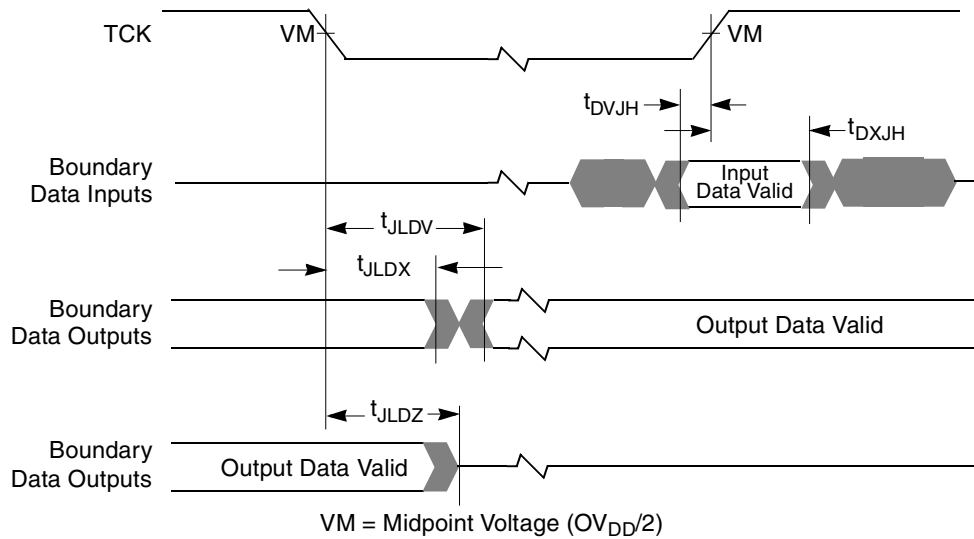 TCK
VM
VM
tDVJH
tDXJH
Boundary
Data Inputs
Input
Data Valid
tJLDV
tJLDX
Boundary
Data Outputs
Output Data Valid
tJLDZ
Boundary
Data Outputs
Output Data Valid
VM = Midpoint Voltage (OVDD/2)